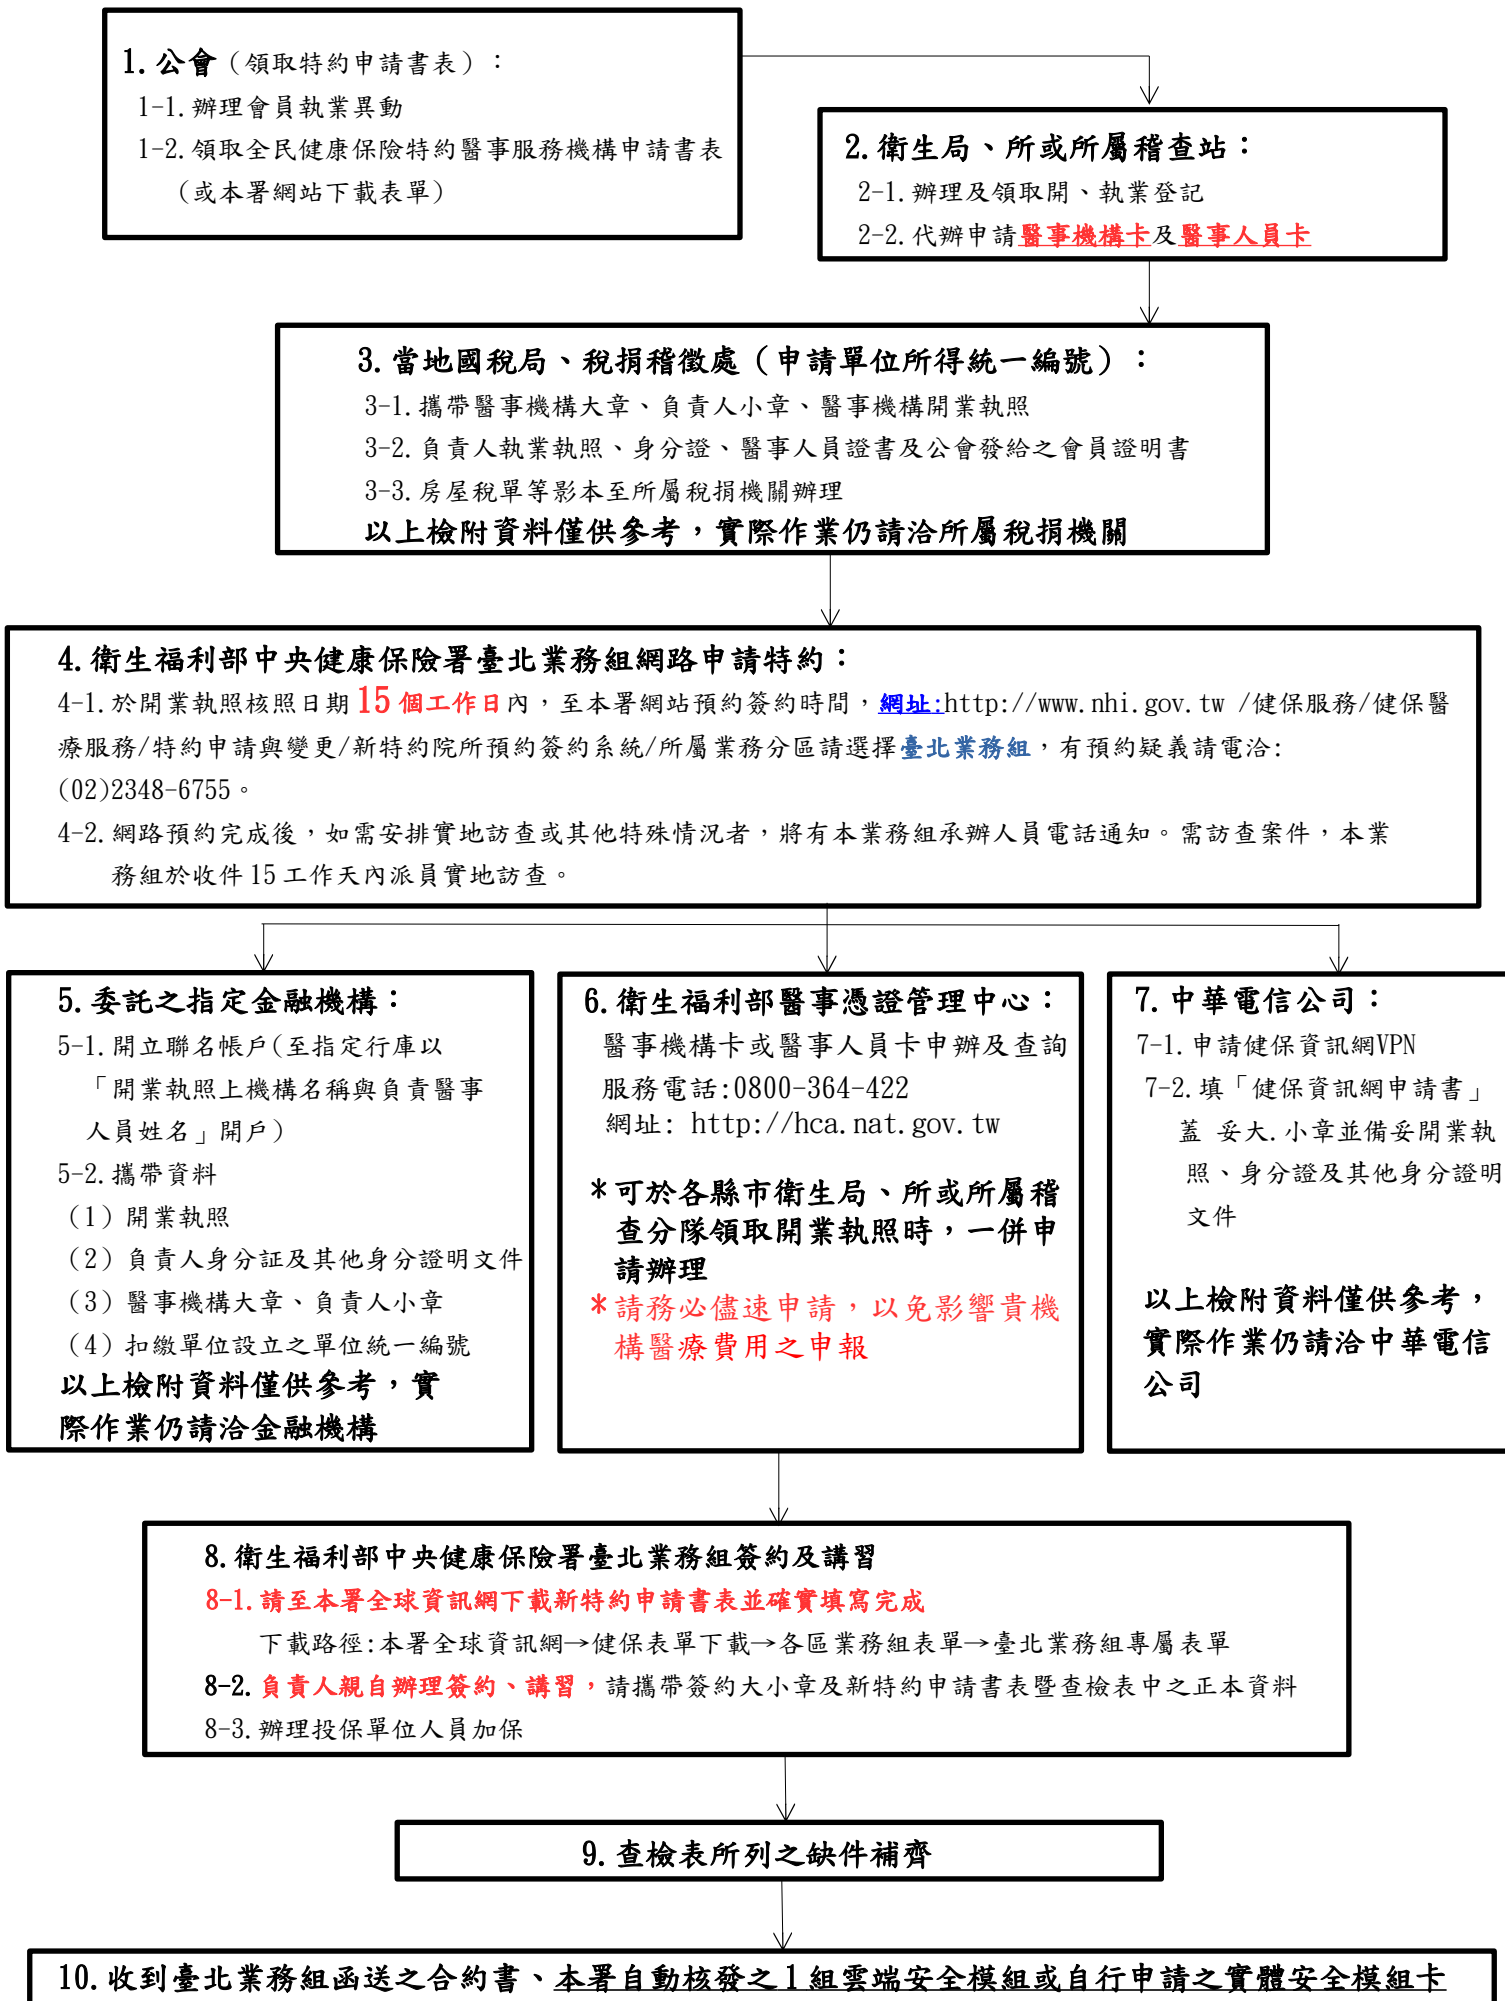 1.公會（領取特約申請書表）：
1-1.辦理會員執業異動
1-2.領取全民健康保險特約醫事服務機構申請書表
（或本署網站下載表單）
2.衛生局、所或所屬稽查站：
2-1.辦理及領取開、執業登記
2-2.代辦申請醫事機構卡及醫事人員卡
3.當地國稅局、稅捐稽徵處（申請單位所得統一編號）：
3-1.攜帶醫事機構大章、負責人小章、醫事機構開業執照
3-2.負責人執業執照、身分證、醫事人員證書及公會發給之會員證明書
3-3.房屋稅單等影本至所屬稅捐機關辦理
以上檢附資料僅供參考，實際作業仍請洽所屬稅捐機關
4.衛生福利部中央健康保險署臺北業務組網路申請特約：
4-1.於開業執照核照日期15個工作日內，至本署網站預約簽約時間，網址:http://www.nhi.gov.tw /健保服務/健保醫
療服務/特約申請與變更/新特約院所預約簽約系統/所屬業務分區請選擇臺北業務組，有預約疑義請電洽:
(02)2348-6755。
4-2.網路預約完成後，如需安排實地訪查或其他特殊情況者，將有本業務組承辦人員電話通知。需訪查案件，本業
務組於收件15工作天內派員實地訪查。
5.委託之指定金融機構：
5-1.開立聯名帳戶(至指定行庫以
「開業執照上機構名稱與負責醫事
人員姓名」開戶)
5-2.攜帶資料
（1）開業執照
（2）負責人身分証及其他身分證明文件
（3）醫事機構大章、負責人小章
（4）扣繳單位設立之單位統一編號
以上檢附資料僅供參考，實
際作業仍請洽金融機構
6.衛生福利部醫事憑證管理中心：
醫事機構卡或醫事人員卡申辦及查詢
服務電話:0800-364-422
網址: http://hca.nat.gov.tw
*可於各縣市衛生局、所或所屬稽
查分隊領取開業執照時，一併申
請辦理
*請務必儘速申請，以免影響貴機
構醫療費用之申報
7.中華電信公司：
7-1.申請健保資訊網VPN
7-2.填「健保資訊網申請書」
蓋 妥大.小章並備妥開業執
照、身分證及其他身分證明
文件
以上檢附資料僅供參考，
實際作業仍請洽中華電信
公司
8.衛生福利部中央健康保險署臺北業務組簽約及講習
8-1.請至本署全球資訊網下載新特約申請書表並確實填寫完成
下載路徑:本署全球資訊網→健保表單下載→各區業務組表單→臺北業務組專屬表單
8-2.負責人親自辦理簽約、講習，請攜帶簽約大小章及新特約申請書表暨查檢表中之正本資料
8-3.辦理投保單位人員加保
9.查檢表所列之缺件補齊
10.收到臺北業務組函送之合約書、本署自動核發之1組雲端安全模組或自行申請之實體安全模組卡